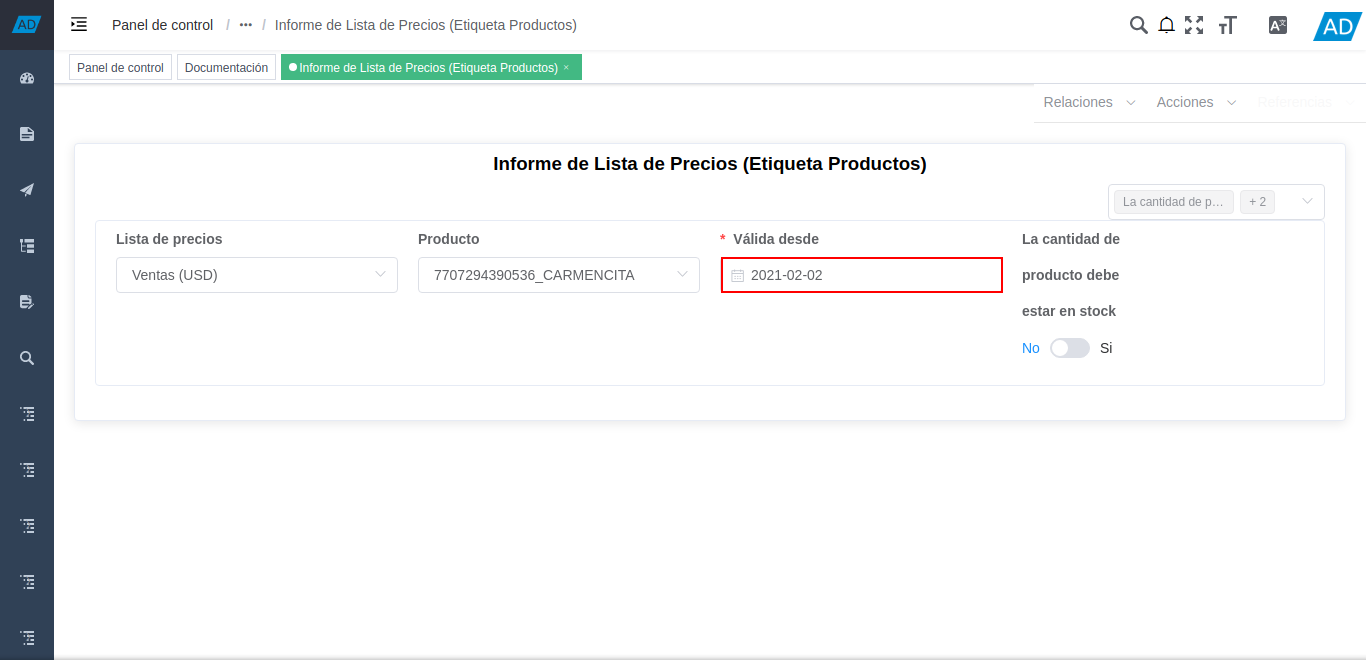 AD
Panel de control / ••• / Informe de Lista de Precios (Etiqueta Productos)
AD
Panel de control
Documentación
Informe de Lista de Precios (Etiqueta Productos) ×
Relaciones
Acciones
Referencias
Informe de Lista de Precios (Etiqueta Productos)
La cantidad de p... + 2
Lista de precios
Producto
* Válida desde
La cantidad de
producto debe
estar en stock
Ventas (USD)
7707294390536_CARMENCITA
2021-02-02
No
Si